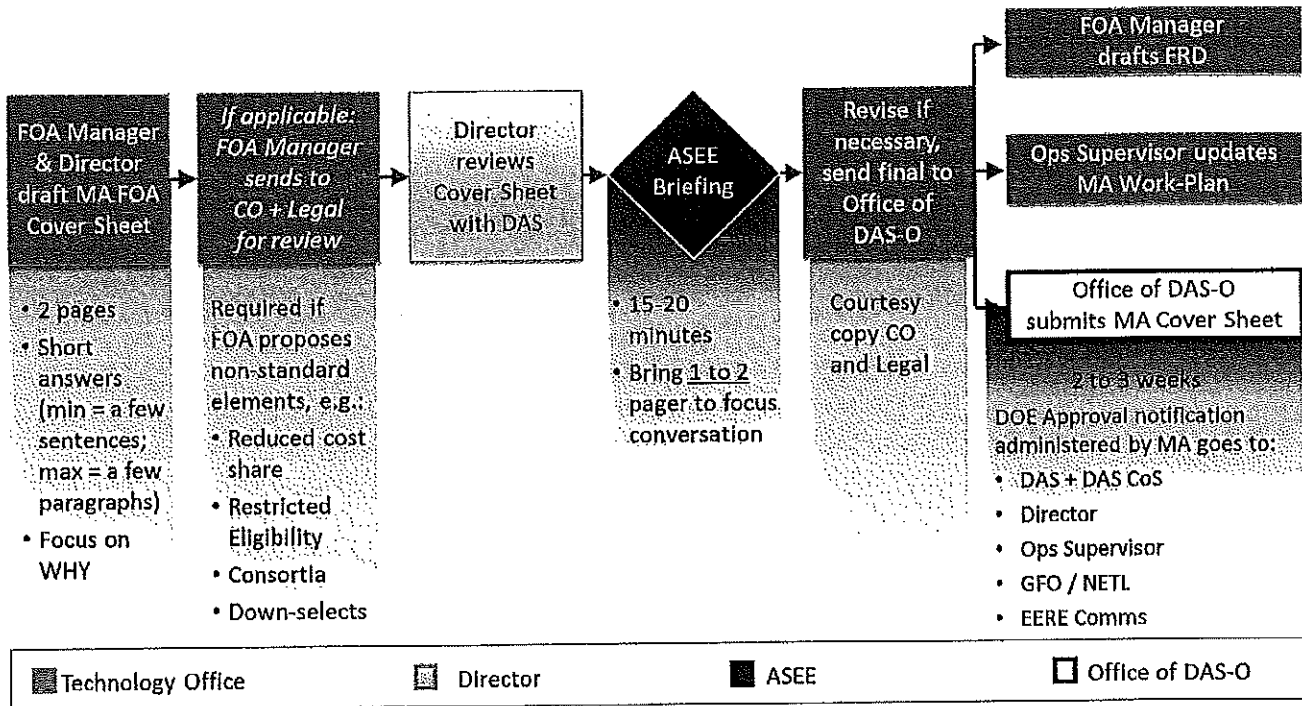 FOA Manager
& Director
draft MA FOA
Cover Sheet
• 2 pages
• Short
answers
(min = a few
sentences;
max = a few
paragraphs)
• Focus on
WHY
If applicable:
FOA Manager
sends to
CO + Legal
for review
Required if
FOA proposes
non-standard
elements, e.g.:
• Reduced cost
share
• Restricted
Eligibility
• Consortia
• Down-selects
Director
reviews
Cover Sheet
with DAS
ASEE
Briefing
• 15-20
minutes
• Bring 1 to 2
pager to focus
conversation
Revise if
necessary,
send final to
Office of
DAS-O
Courtesy
copy CO
and Legal
FOA Manager
drafts FRD
Ops Supervisor updates
MA Work-Plan
Office of DAS-O
submits MA Cover Sheet
2 to 3 weeks
DOE Approval notification
administered by MA goes to:
• DAS + DAS CoS
• Director
• Ops Supervisor
• GFO / NETL
• EERE Comms
Technology Office
Director
ASEE
Office of DAS-O